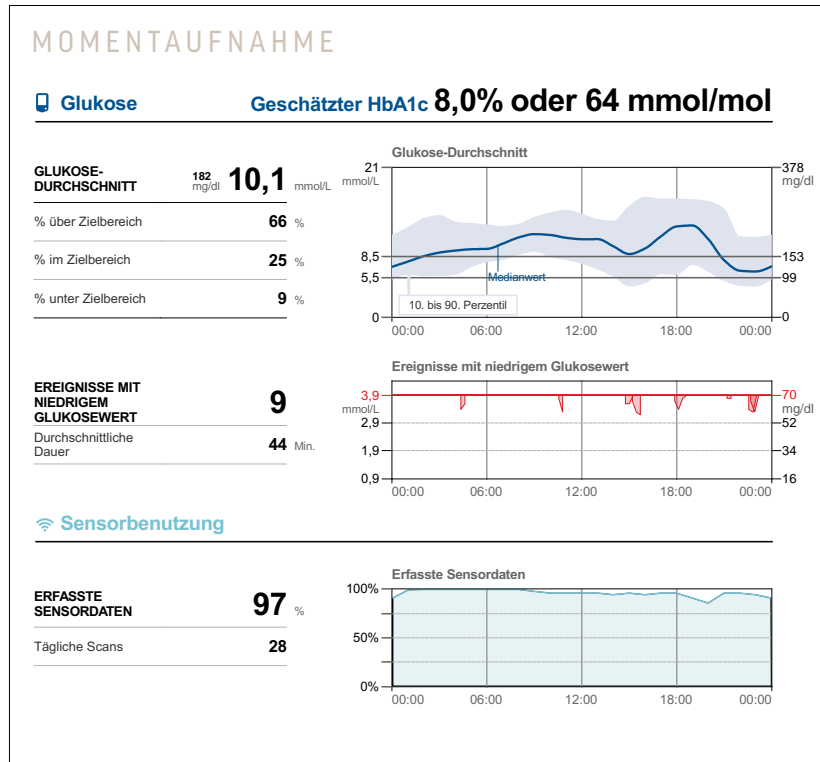 MOMENTAUFNAHME
Glukose
Geschätzter HbA1c 8,0% oder 64 mmol/mol
GLUKOSE-
DURCHSCHNITT
182
mg/dl
10,1 mmol/L
% über Zielbereich 66 %
% im Zielbereich 25 %
% unter Zielbereich 9 %
Glukose-Durchschnitt
21
mmol/L
8,5
5,5
0
378
mg/dl
153
99
0
Medianwert
10. bis 90. Perzentil
00:00 06:00 12:00 18:00 00:00
EREIGNISSE MIT
NIEDRIGEM
GLUKOSEWERT
9
Durchschnittliche
Dauer
44 Min.
Ereignisse mit niedrigem Glukosewert
3,9
mmol/L
2,9
1,9
0,9
70
mg/dl
52
34
16
00:00 06:00 12:00 18:00 00:00
Sensorbenutzung
ERFASSTE
SENSORDATEN
97 %
Tägliche Scans 28
Erfasste Sensordaten
100%
50%
0%
00:00 06:00 12:00 18:00 00:00